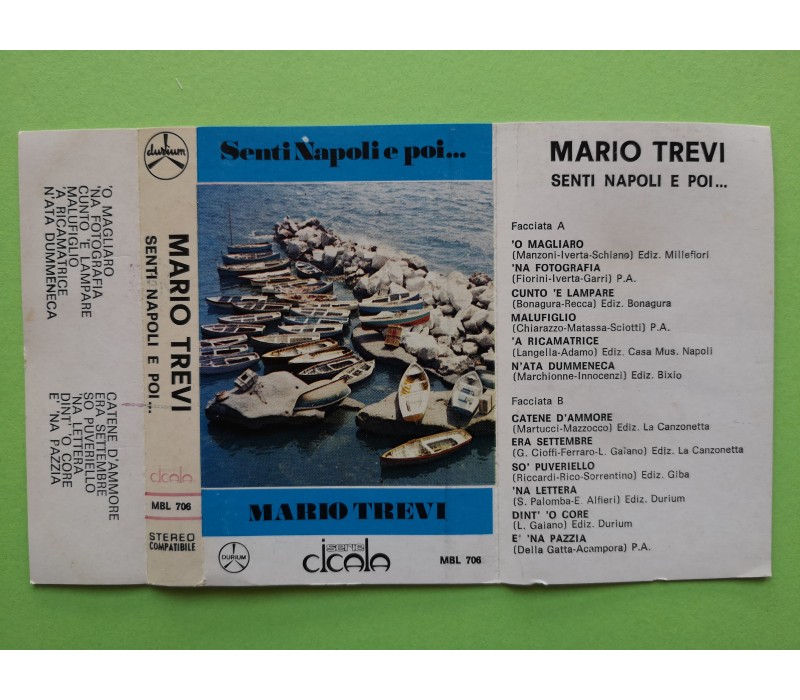 'O MAGLIARO
'NA FOTOGRAFIA
CUNTO 'E LAMPARE
MALUFIGLIO
'A RICAMATRICE
N'ATA DUMMENECA
CATENE D'AMMORE
ERA SETTEMBRE
SO PUVERIELLO
'NA LETTERA
DINT' 'O CORE
E 'NA PAZZIA
durium
MARIO TREVI
SENTI NAPOLI E POI...
cicala
MBL 706
STEREO
COMPATIBILE
Senti Napoli e poi...
MARIO TREVI
DURIUM
serie
cicala
MBL 706
MARIO TREVI
SENTI NAPOLI E POI...
Facciata A
'O MAGLIARO
(Manzoni-Iverta-Schiano) Ediz. Millefiori
'NA FOTOGRAFIA
(Fiorini-Iverta-Garri) P.A.
CUNTO 'E LAMPARE
(Bonagura-Recca) Ediz. Bonagura
MALUFIGLIO
(Chiarazzo-Matassa-Sciotti) P.A.
'A RICAMATRICE
(Langella-Adamo) Ediz. Casa Mus. Napoli
N'ATA DUMMENECA
(Marchionne-Innocenzi) Ediz. Bixio
Facciata B
CATENE D'AMMORE
(Martucci-Mazzocco) Ediz. La Canzonetta
ERA SETTEMBRE
(G. Cioffi-Ferraro-L. Gaiano) Ediz. La Canzonetta
SO' PUVERIELLO
(Riccardi-Rico-Sorrentino) Ediz. Giba
'NA LETTERA
(S. Palomba-E. Alfieri) Ediz. Durium
DINT' 'O CORE
(L. Gaiano) Ediz. Durium
E' 'NA PAZZIA
(Della Gatta-Acampora) P.A.